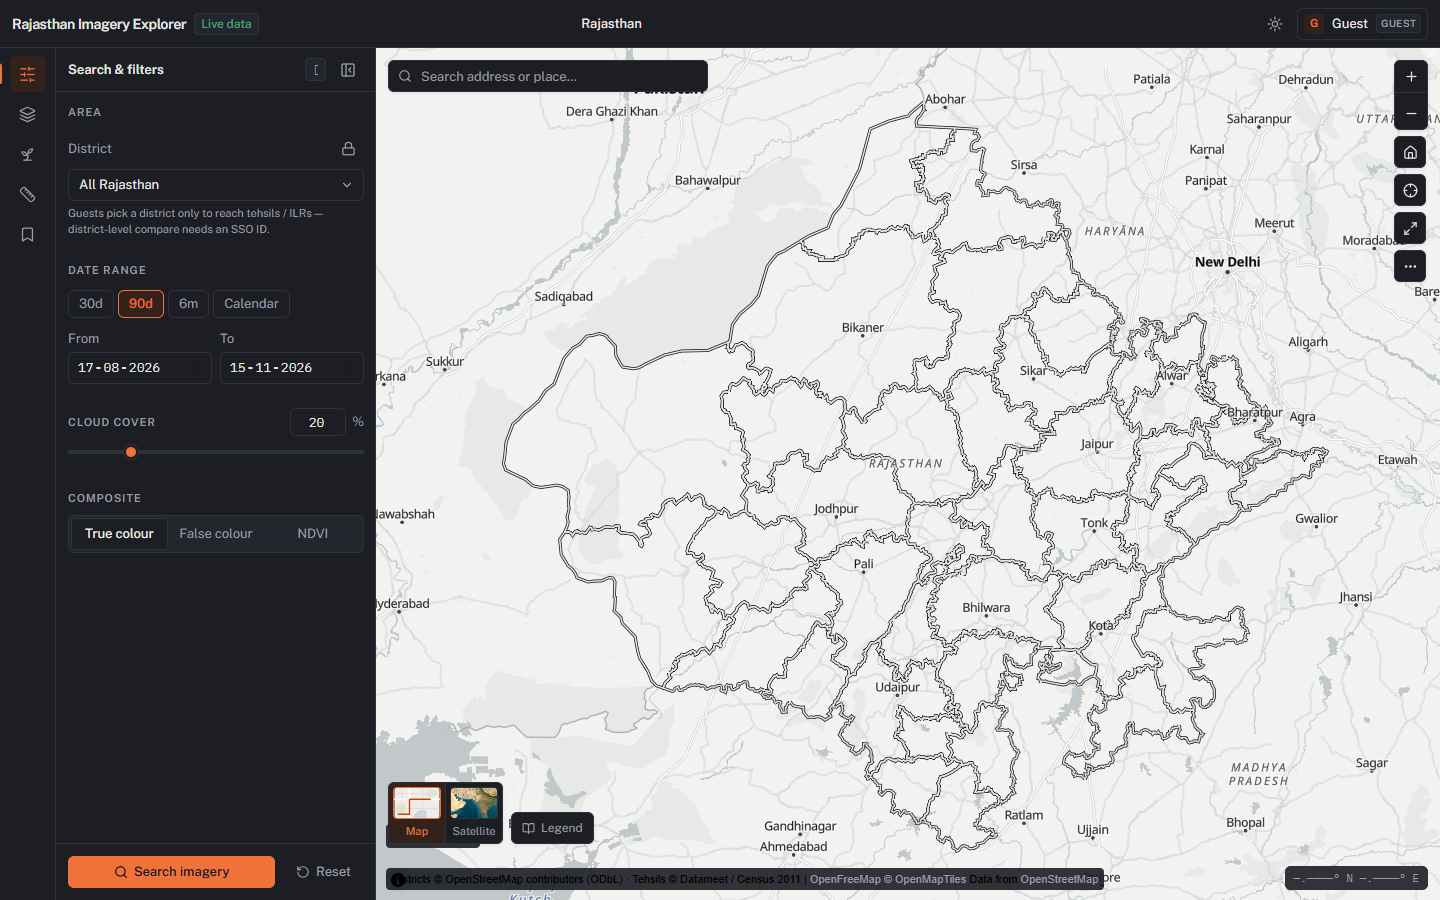 Rajasthan Imagery Explorer
Live data
Rajasthan
G
Guest
GUEST
Search & filters
[
AREA
District
All Rajasthan
Guests pick a district only to reach tehsils / ILRs —
district-level compare needs an SSO ID.
DATE RANGE
30d
90d
6m
Calendar
From
To
17-08-2026
15-11-2026
CLOUD COVER
20
%
COMPOSITE
True colour
False colour
NDVI
Search imagery
Reset
Search address or place...
Dera Ghazi Khan
Abohar
Patiala
Dehradun
Saharanpur
Karnal
Sirsa
Panipat
Bahawalpur
Meerut
HARYĀNA
Moradabad
New Delhi
Sadiqabad
Bikaner
Aligarh
Sukkur
rkana
Sikar
Alwar
Bharatpur
Agra
Jaipur
RAJASTHAN
Etawah
Jodhpur
awabshah
Tonk
Gwalior
Pali
Jhansi
yderabad
Bhilwara
Kota
Udaipur
MADHYA
PRADESH
Sagar
Ratlam
Ujjain
Bhopal
Gandhinagar
Ahmedabad
Map
Satellite
Legend
stricts © OpenStreetMap contributors (ODbL) · Tehsils © Datameet / Census 2011 | OpenFreeMap © OpenMapTiles Data from OpenStreetMap
ore
—.———° N —.———° E
Kutch